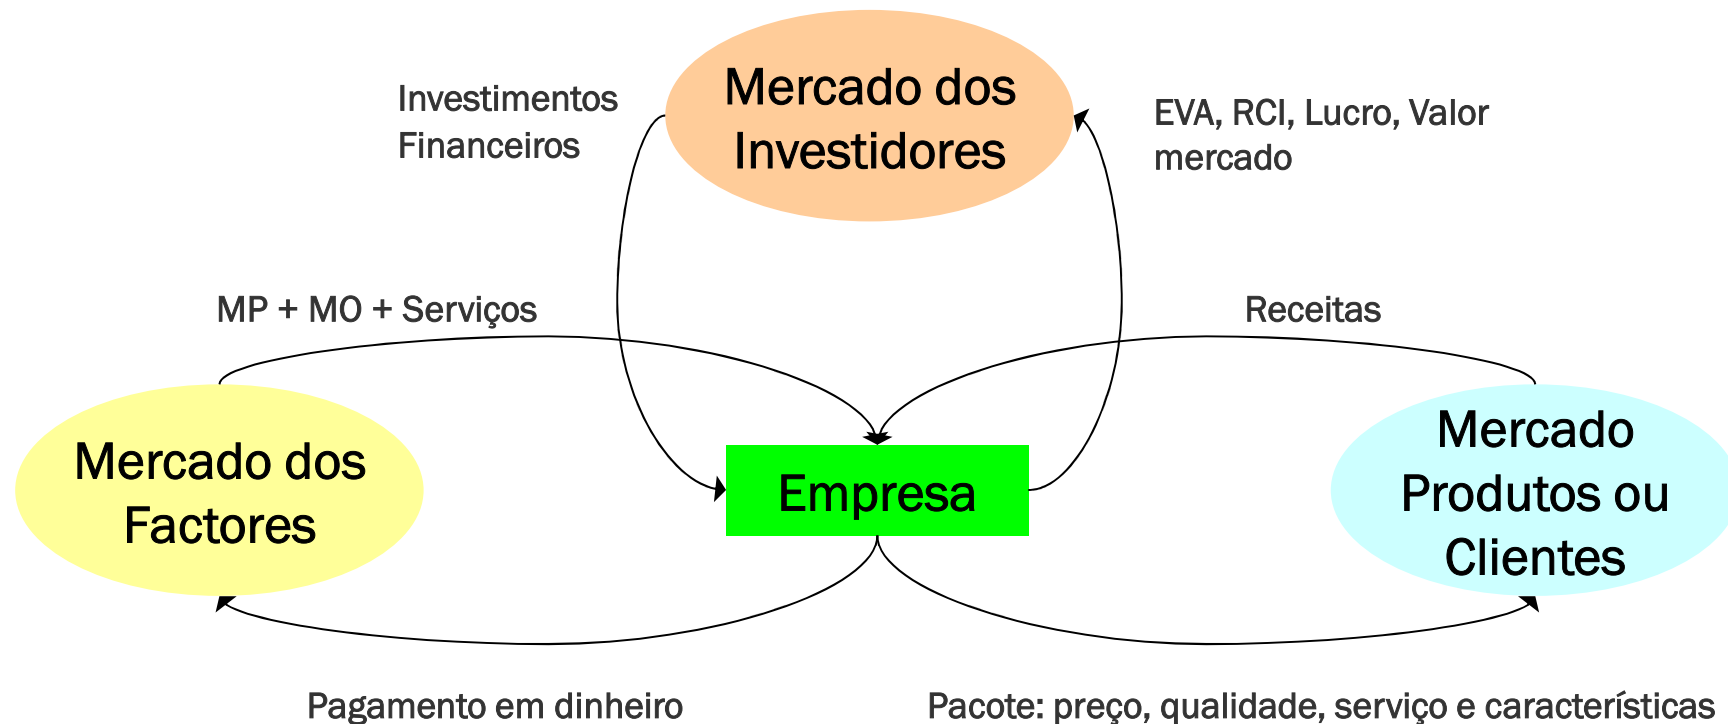 Mercado dos
Investidores
Investimentos
Financeiros
EVA, RCI, Lucro, Valor
mercado
MP + MO + Serviços
Receitas
Mercado dos
Factores
Empresa
Mercado
Produtos ou
Clientes
Pagamento em dinheiro
Pacote: preço, qualidade, serviço e características